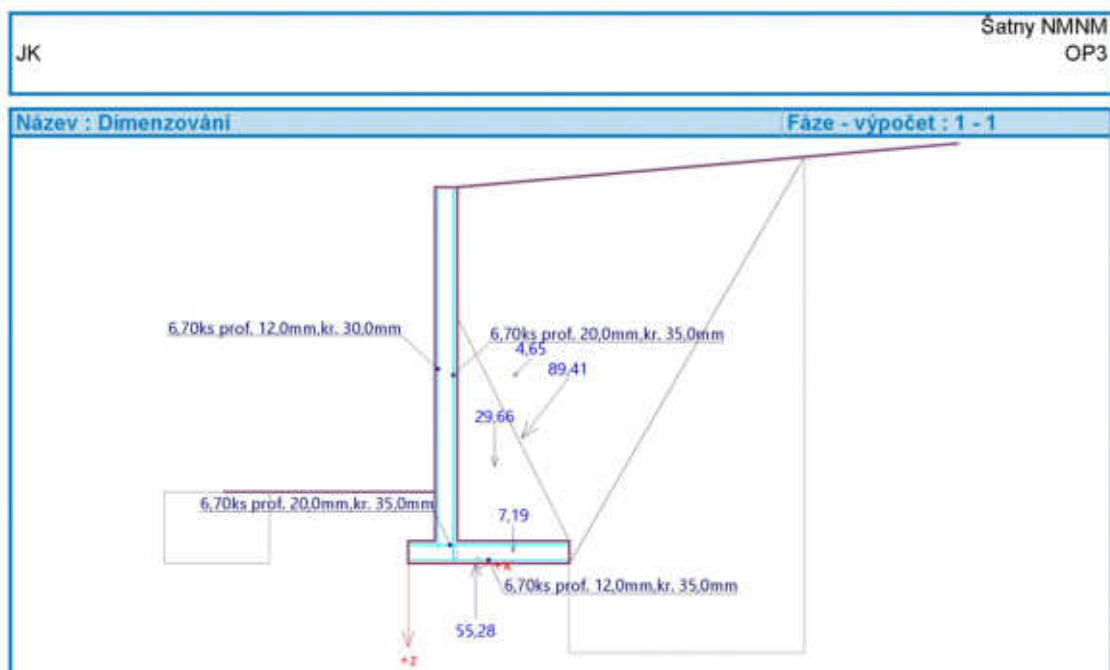 Šatny NMNM
JK
OP3
Název : Dimenzování
Fáze - výpočet : 1 - 1
6,70ks prof. 12,0mm,kr. 30,0mm
6,70ks prof. 20,0mm,kr. 35,0mm
4,65
89,41
29,66
6,70ks prof. 20,0mm,kr. 35,0mm
7,19
+x
6,70ks prof. 12,0mm,kr. 35,0mm
55,28
+z